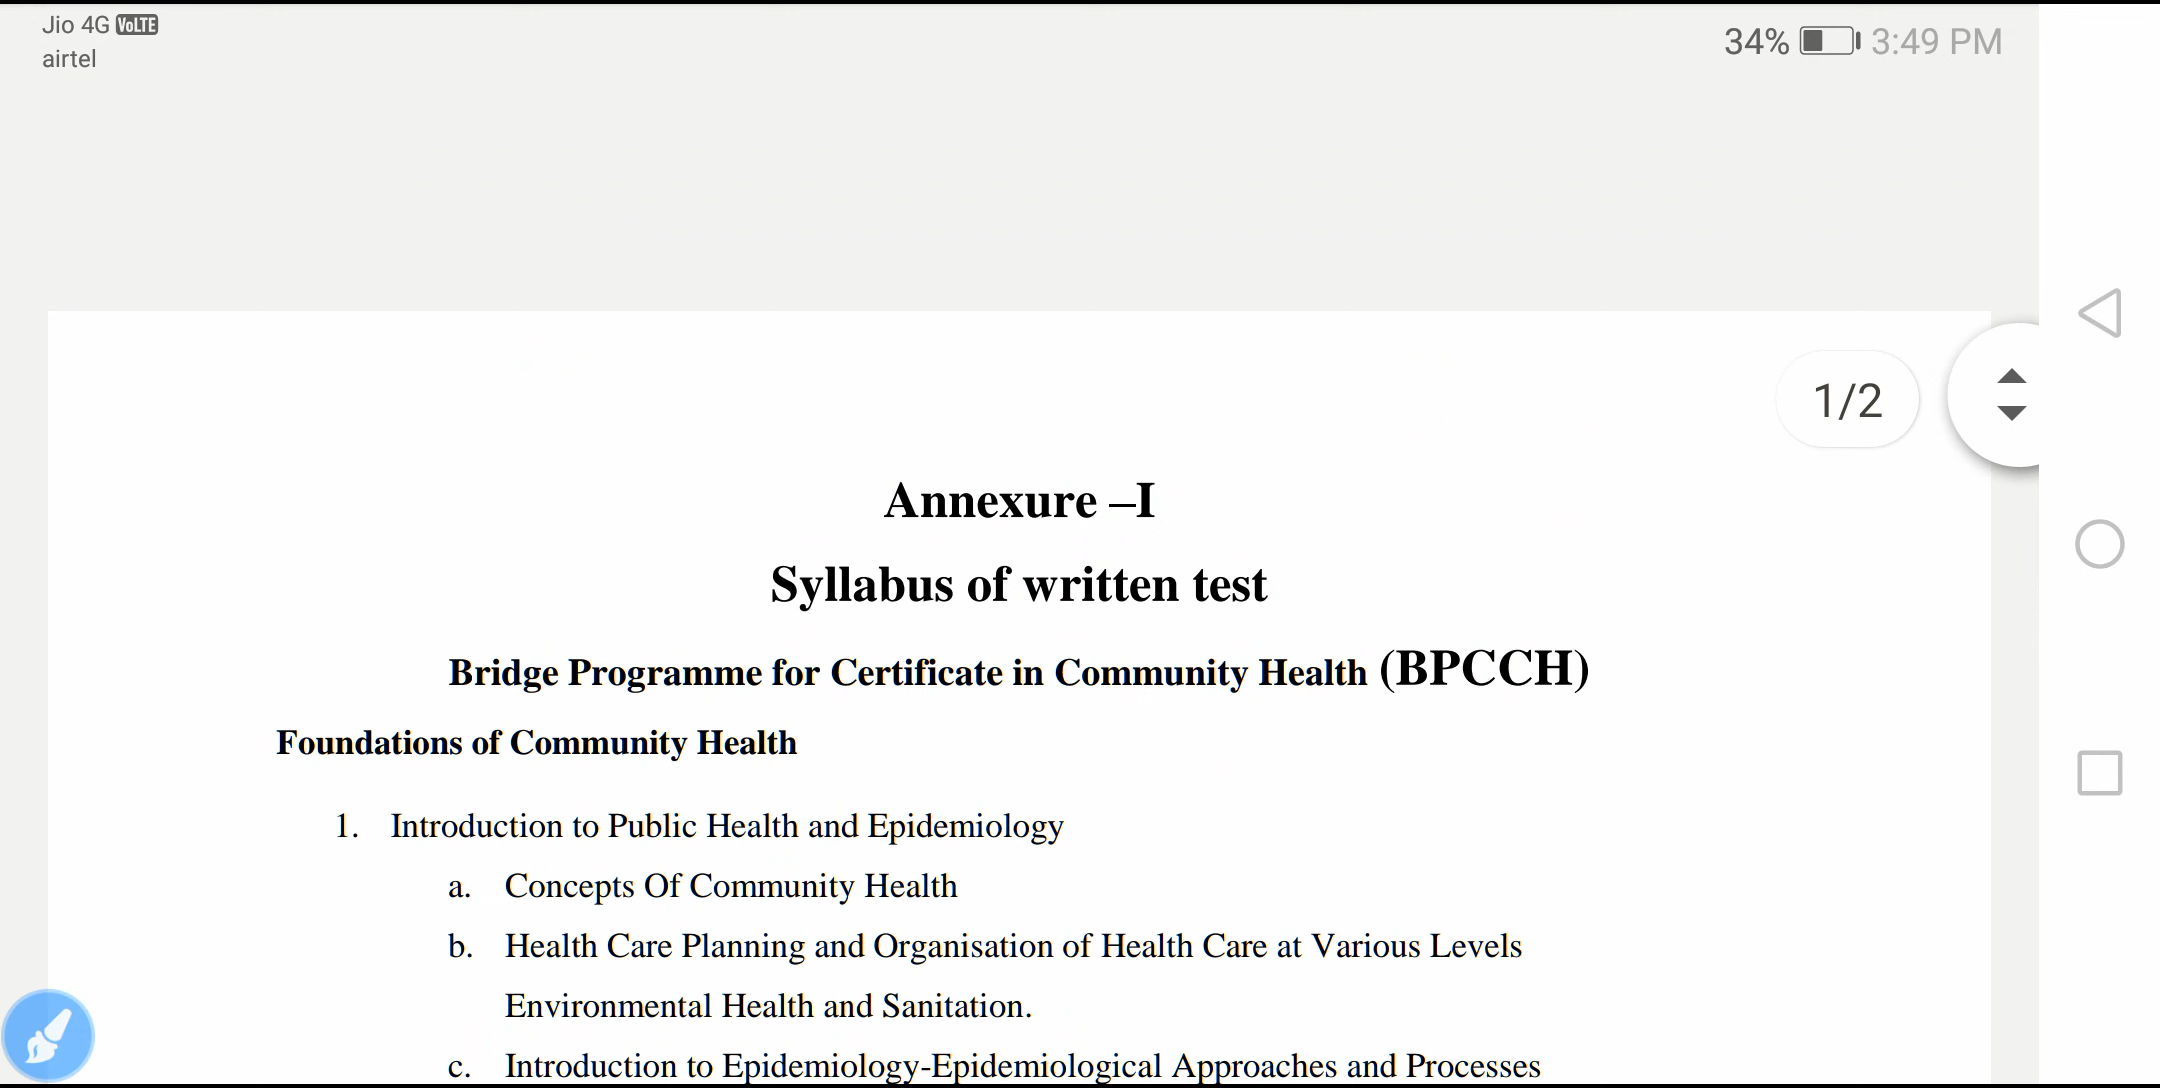 Jio 4G VoLTE
airtel
34% 3:49 PM
1/2
Annexure –I
Syllabus of written test
Bridge Programme for Certificate in Community Health (BPCCH)
Foundations of Community Health
1. Introduction to Public Health and Epidemiology
a. Concepts Of Community Health
b. Health Care Planning and Organisation of Health Care at Various Levels
Environmental Health and Sanitation.
c. Introduction to Epidemiology-Epidemiological Approaches and Processes